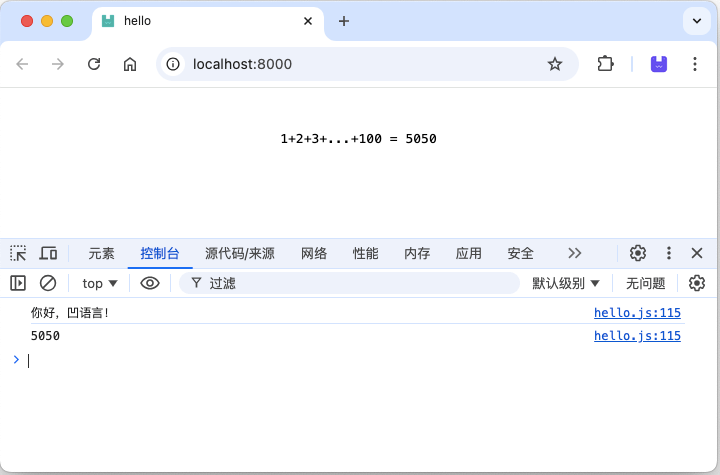 hello
localhost:8000
1+2+3+...+100 = 5050
元素 控制台 源代码/来源 网络 性能 内存 应用 安全
top 过滤 默认级别 无问题
你好，凹语言! hello.js:115
5050 hello.js:115